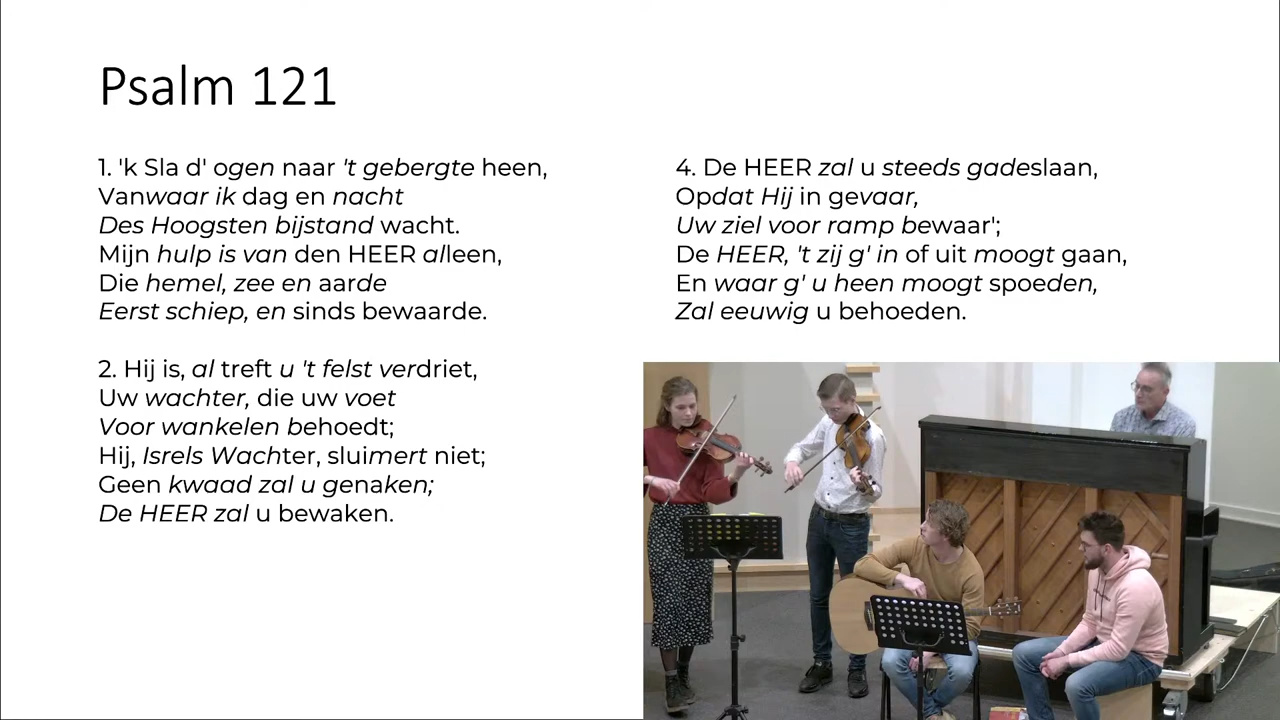 Psalm 121
1. 'k Sla d' ogen naar 't gebergte heen,
Vanwaar ik dag en nacht
Des Hoogsten bijstand wacht.
Mijn hulp is van den HEER alleen,
Die hemel, zee en aarde
Eerst schiep, en sinds bewaarde.
2. Hij is, al treft u 't felst verdriet,
Uw wachter, die uw voet
Voor wankelen behoedt;
Hij, Isrels Wachter, sluimert niet;
Geen kwaad zal u genaken;
De HEER zal u bewaken.
4. De HEER zal u steeds gadeslaan,
Opdat Hij in gevaar,
Uw ziel voor ramp bewaar';
De HEER, 't zij g' in of uit moogt gaan,
En waar g' u heen moogt spoeden,
Zal eeuwig u behoeden.